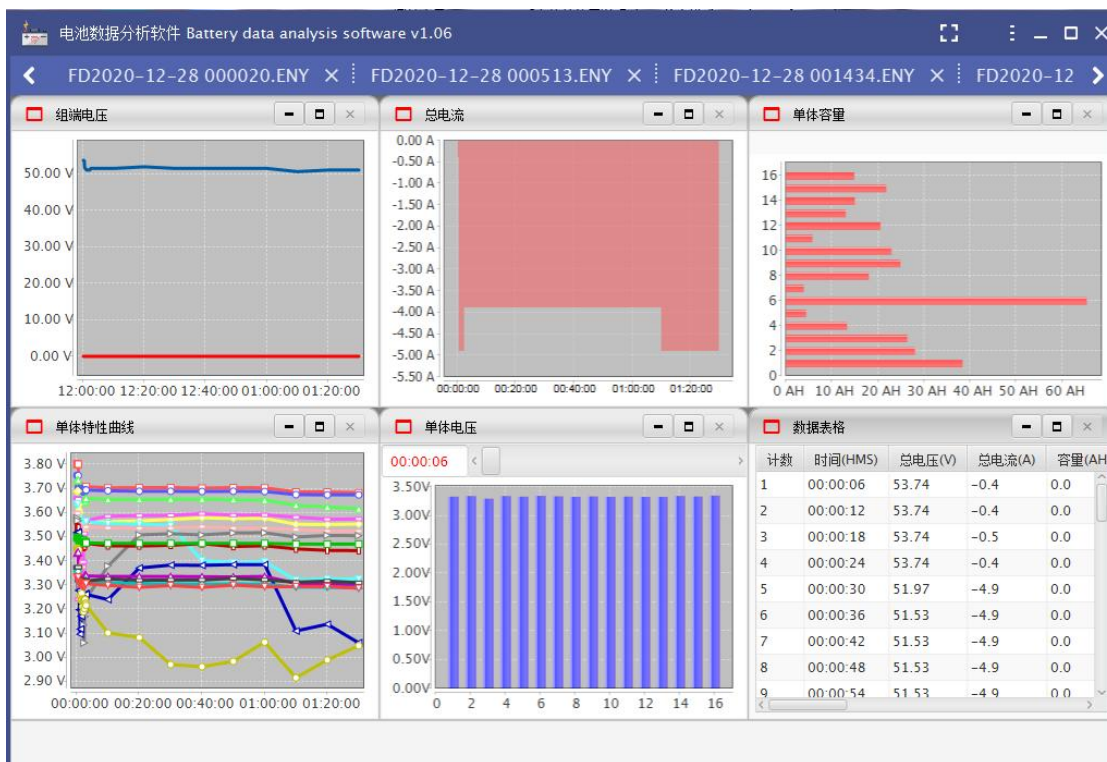 电池数据分析软件 Battery data analysis software v1.06
FD2020-12-28 000020.ENY × FD2020-12-28 000513.ENY × FD2020-12-28 001434.ENY × FD2020-12
组端电压
50.00 V
40.00 V
30.00 V
20.00 V
10.00 V
0.00 V
12:00:00 12:20:00 12:40:00 01:00:00 01:20:00
总电流
0.00 A
-0.50 A
-1.00 A
-1.50 A
-2.00 A
-2.50 A
-3.00 A
-3.50 A
-4.00 A
-4.50 A
-5.00 A
-5.50 A
00:00:00 00:20:00 00:40:00 01:00:00 01:20:00
单体容量
16
14
12
10
8
6
4
2
0
0 AH 10 AH 20 AH 30 AH 40 AH 50 AH 60 AH
单体特性曲线
3.80 V
3.70 V
3.60 V
3.50 V
3.40 V
3.30 V
3.20 V
3.10 V
3.00 V
2.90 V
00:00:00 00:20:00 00:40:00 01:00:00 01:20:00
单体电压
00:00:06
3.50V
3.00V
2.50V
2.00V
1.50V
1.00V
0.50V
0.00V
0 2 4 6 8 10 12 14 16
数据表格
计数 时间(HMS) 总电压(V) 总电流(A) 容量(AH
1 00:00:06 53.74 -0.4 0.0
2 00:00:12 53.74 -0.4 0.0
3 00:00:18 53.74 -0.5 0.0
4 00:00:24 53.74 -0.4 0.0
5 00:00:30 51.97 -4.9 0.0
6 00:00:36 51.53 -4.9 0.0
7 00:00:42 51.53 -4.9 0.0
8 00:00:48 51.53 -4.9 0.0
9 00:00:54 51.53 -4.9 0.0